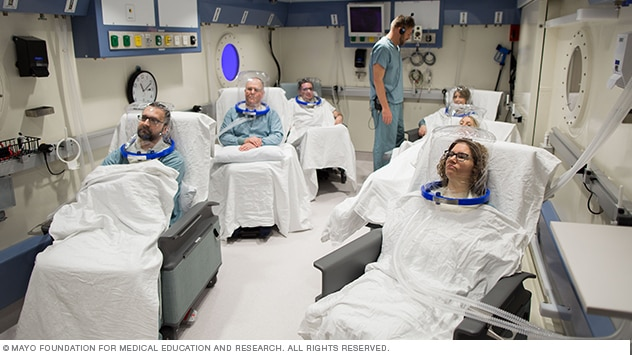 © MAYO FOUNDATION FOR MEDICAL EDUCATION AND RESEARCH. ALL RIGHTS RESERVED.